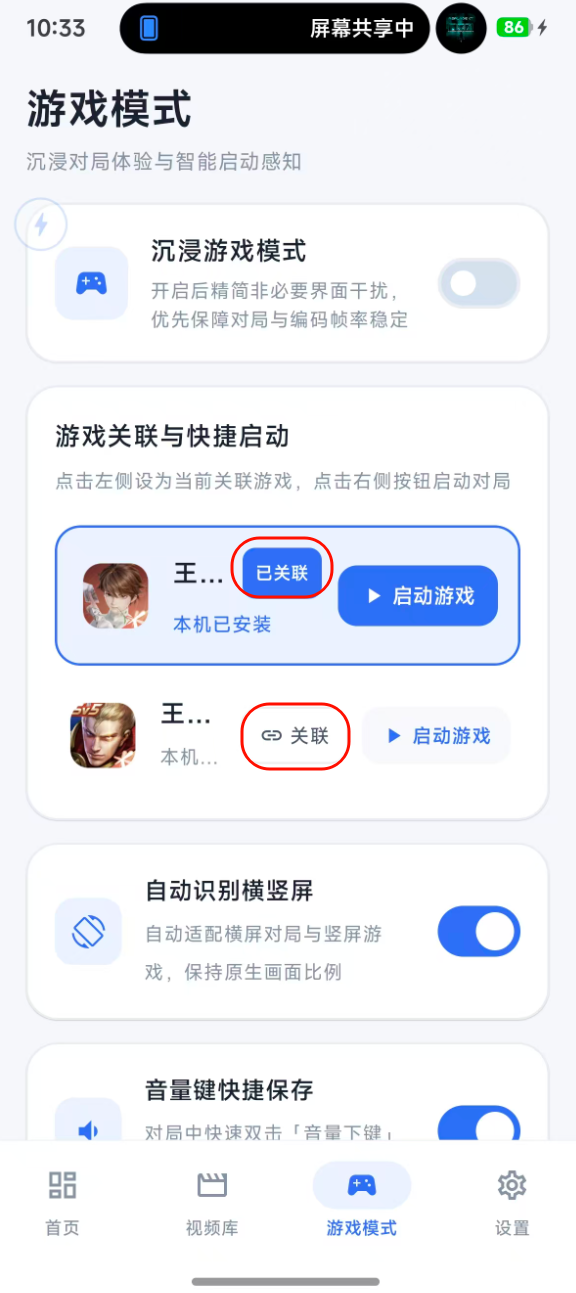 10:33
屏幕共享中
86
游戏模式
沉浸对局体验与智能启动感知
沉浸游戏模式
开启后精简非必要界面干扰，
优先保障对局与编码帧率稳定
游戏关联与快捷启动
点击左侧设为当前关联游戏，点击右侧按钮启动对局
王... 已关联
启动游戏
本机已安装
5V5
王...
关联
启动游戏
本机...
自动识别横竖屏
自动适配横屏对局与竖屏游
戏，保持原生画面比例
音量键快捷保存
对局中快速双击「音量下键」
首页
视频库
游戏模式
设置